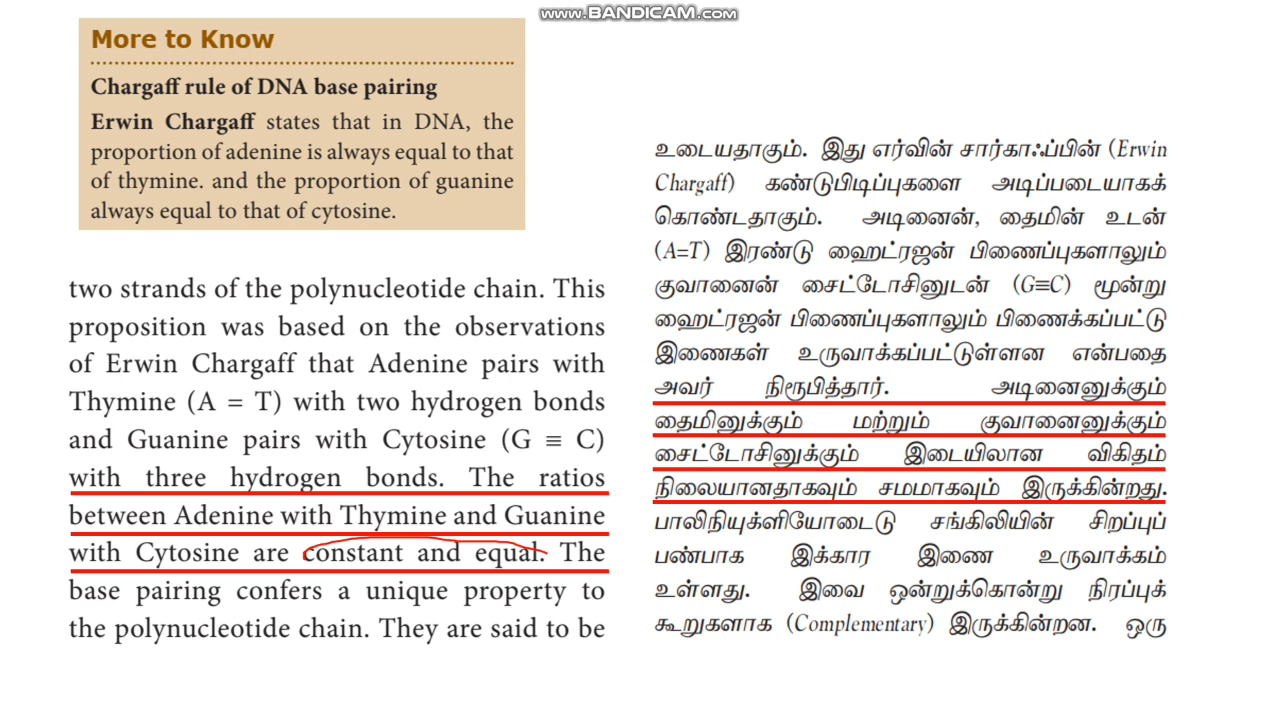 www.BANDICAM.com
More to Know
Chargaff rule of DNA base pairing
Erwin Chargaff states that in DNA, the
proportion of adenine is always equal to that
of thymine. and the proportion of guanine
always equal to that of cytosine.
two strands of the polynucleotide chain. This
proposition was based on the observations
of Erwin Chargaff that Adenine pairs with
Thymine (A = T) with two hydrogen bonds
and Guanine pairs with Cytosine (G ≡ C)
with three hydrogen bonds. The ratios
between Adenine with Thymine and Guanine
with Cytosine are constant and equal. The
base pairing confers a unique property to
the polynucleotide chain. They are said to be
உடையதாகும். இது எர்வின் சார்காஃப்பின் (Erwin
Chargaff) கண்டுபிடிப்புகளை அடிப்படையாகக்
கொண்டதாகும். அடினைன், தைமின் உடன்
(A=T) இரண்டு ஹைட்ரஜன் பிணைப்புகளாலும்
குவானைன் சைட்டோசினுடன் (G≡C) மூன்று
ஹைட்ரஜன் பிணைப்புகளாலும் பிணைக்கப்பட்டு
இணைகள் உருவாக்கப்பட்டுள்ளன என்பதை
அவர் நிரூபித்தார். அடினைனுக்கும்
தைமினுக்கும் மற்றும் குவானைனுக்கும்
சைட்டோசினுக்கும் இடையிலான விகிதம்
நிலையானதாகவும் சமமாகவும் இருக்கின்றது.
பாலிநியுக்ளியோடைடு சங்கிலியின் சிறப்புப்
பண்பாக இக்கார இணை உருவாக்கம்
உள்ளது. இவை ஒன்றுக்கொன்று நிரப்புக்
கூறுகளாக (Complementary) இருக்கின்றன. ஒரு